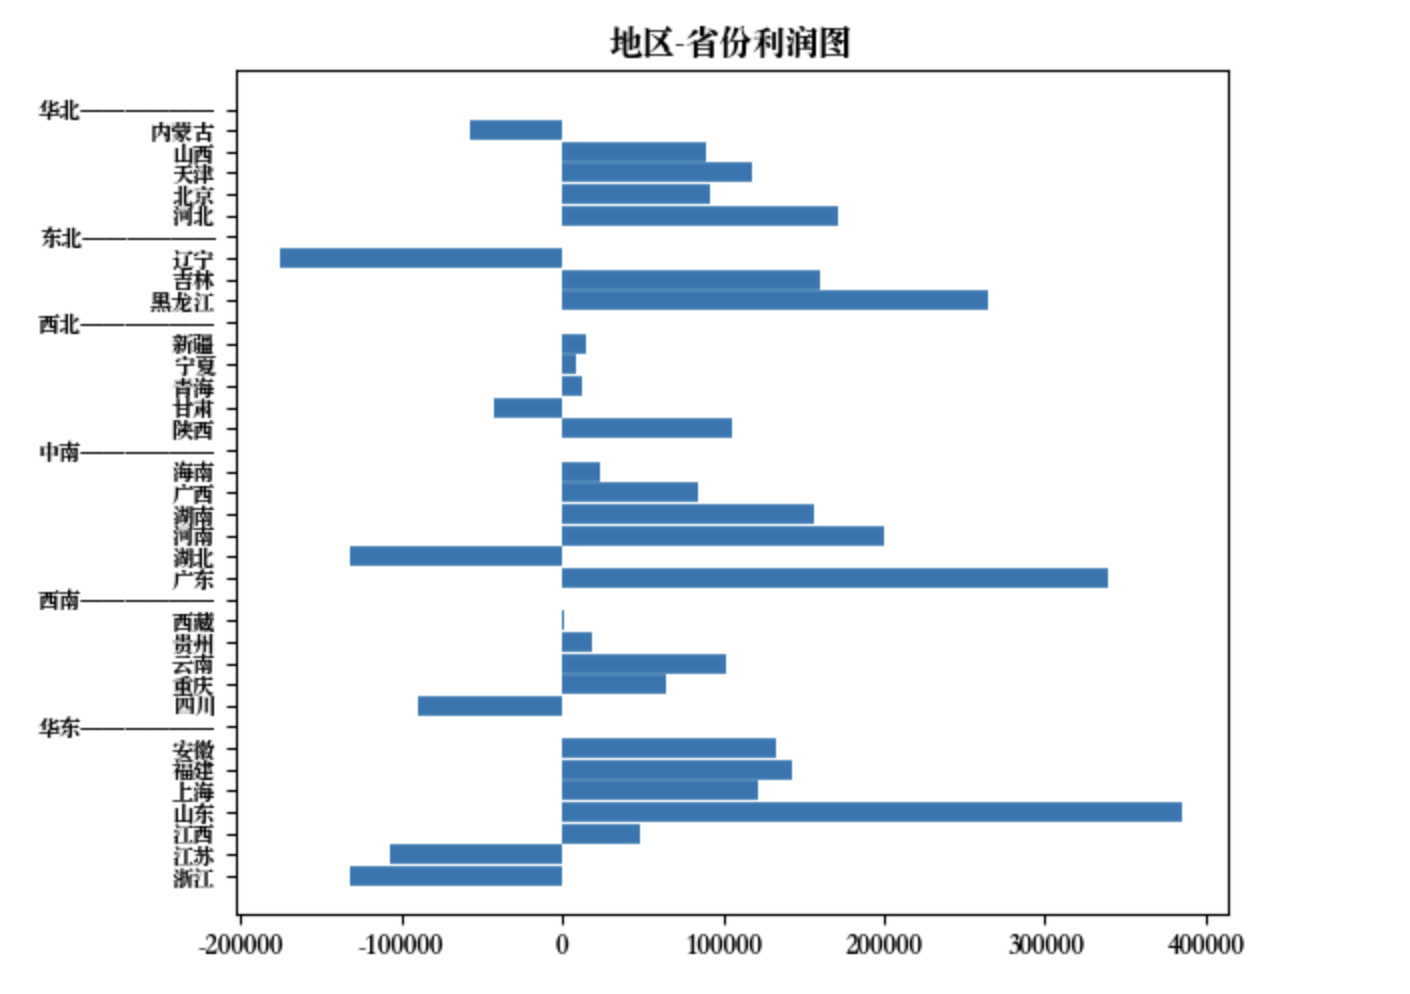 地区-省份利润图
华北——————
内蒙古
山西
天津
北京
河北
东北——————
辽宁
吉林
黑龙江
西北——————
新疆
宁夏
青海
甘肃
陕西
中南——————
海南
广西
湖南
河南
湖北
广东
西南——————
西藏
贵州
云南
重庆
四川
华东——————
安徽
福建
上海
山东
江西
江苏
浙江
-200000 -100000 0 100000 200000 300000 400000